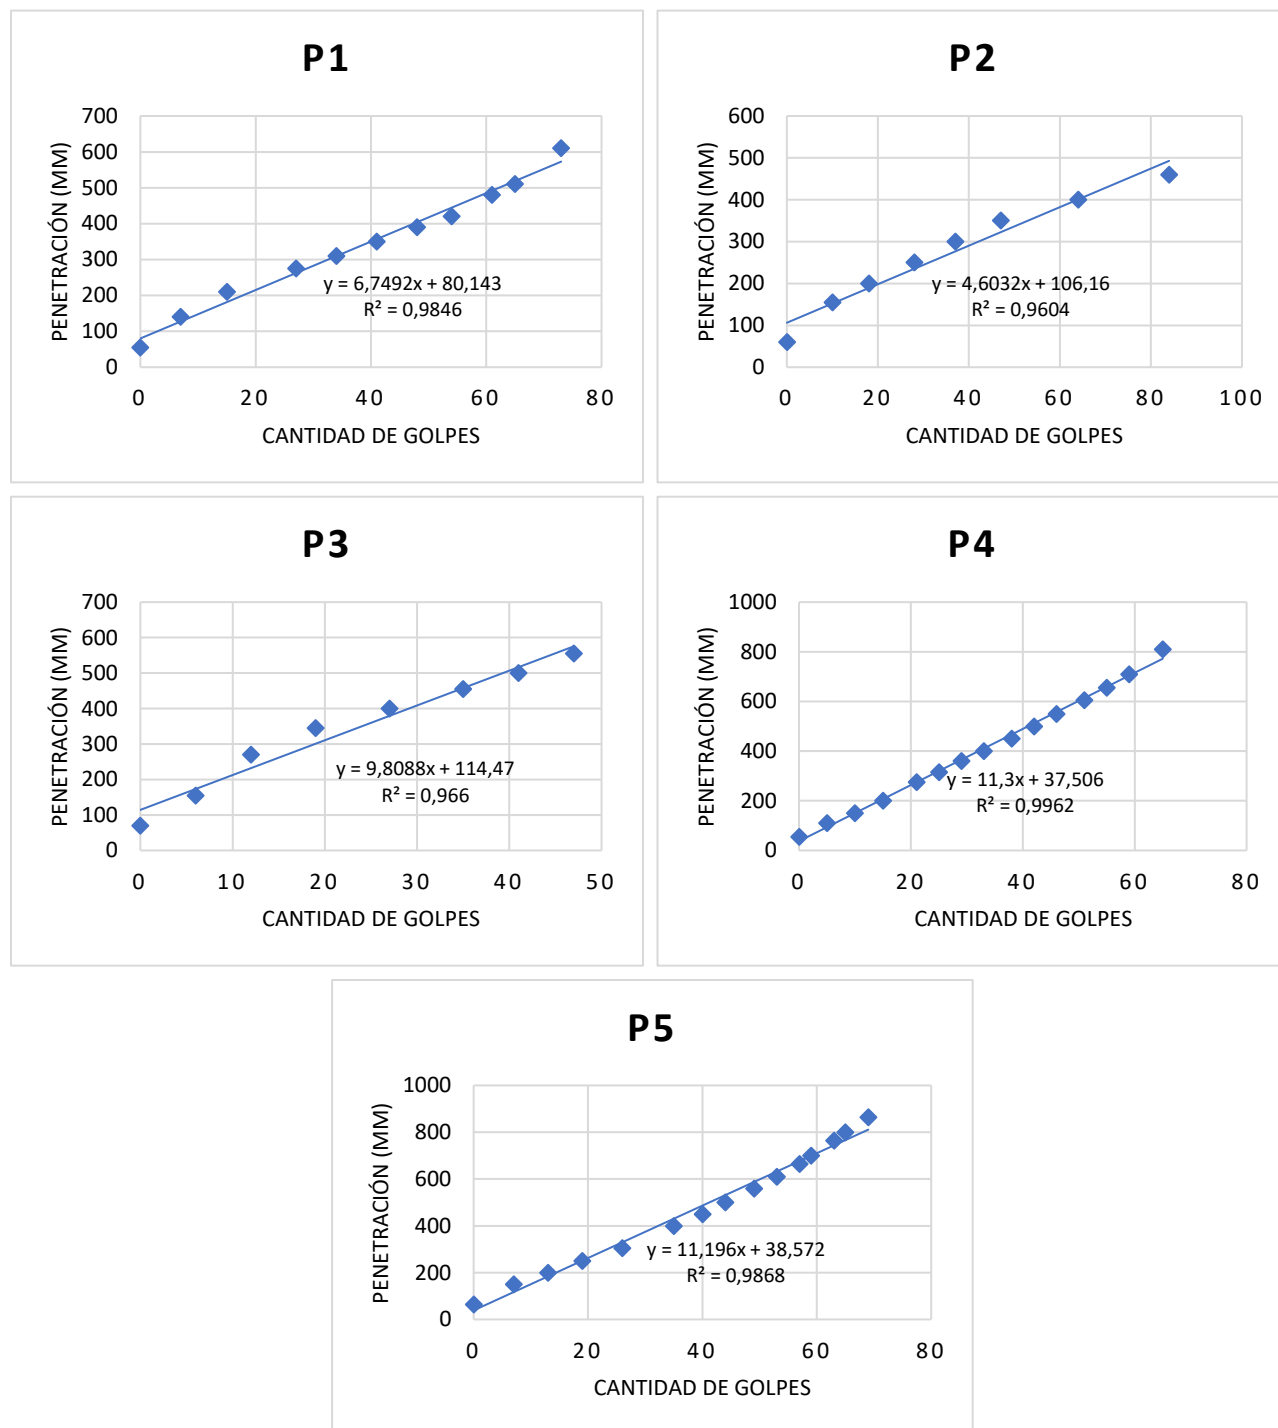 P1
700
600
500
400
300
200
100
0
PENETRACIÓN (MM)
y = 6,7492x + 80,143
R² = 0,9846
0 20 40 60 80
CANTIDAD DE GOLPES
P2
600
500
400
300
200
100
0
PENETRACIÓN (MM)
y = 4,6032x + 106,16
R² = 0,9604
0 20 40 60 80 100
CANTIDAD DE GOLPES
P3
700
600
500
400
300
200
100
0
PENETRACIÓN (MM)
y = 9,8088x + 114,47
R² = 0,966
0 10 20 30 40 50
CANTIDAD DE GOLPES
P4
1000
800
600
400
200
0
PENETRACIÓN (MM)
y = 11,3x + 37,506
R² = 0,9962
0 20 40 60 80
CANTIDAD DE GOLPES
P5
1000
800
600
400
200
0
PENETRACIÓN (MM)
y = 11,196x + 38,572
R² = 0,9868
0 20 40 60 80
CANTIDAD DE GOLPES